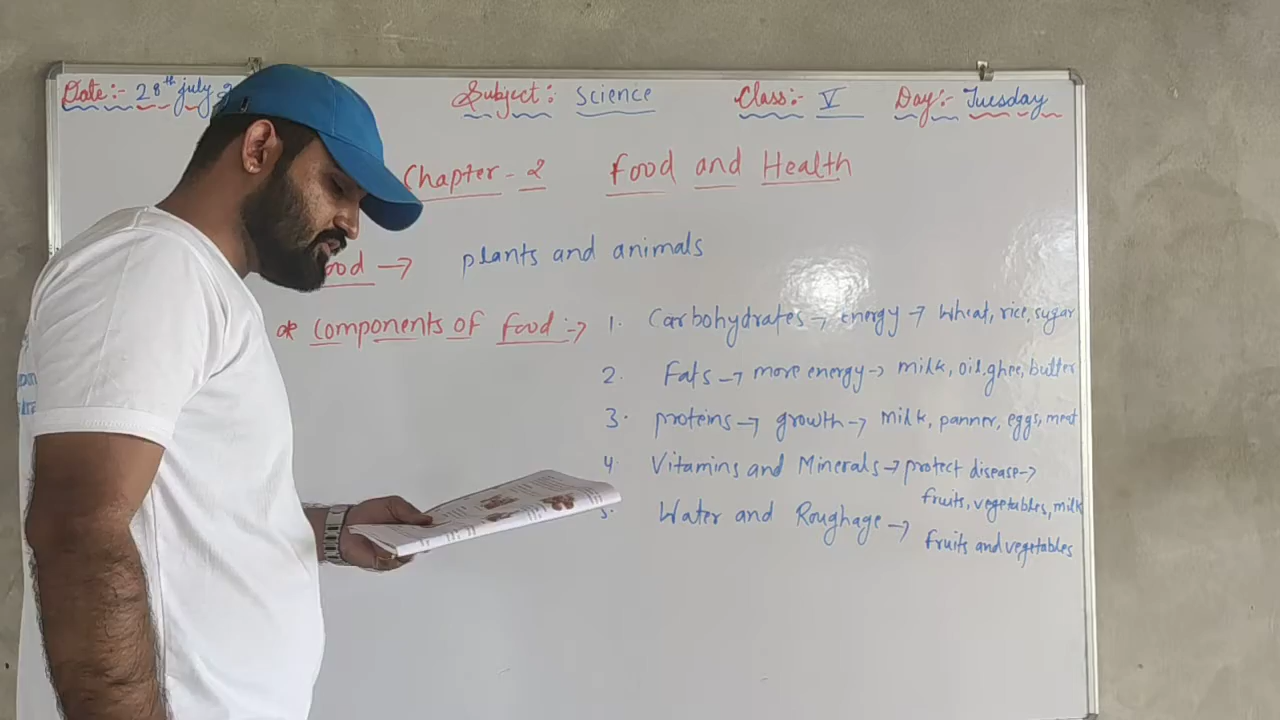 Date:- 28th july
Subject: Science
Class:- V
Day:- Tuesday
Chapter-2 Food and Health
ood → plants and animals
* Components of Food:→
1. Carbohydrates → energy → Wheat, rice, sugar
2. Fats → more energy → milk, oil, ghee, butter
3. proteins → growth → milk, panner, eggs, meat
4. Vitamins and Minerals → protect disease →
fruits, vegetables, milk
5. Water and Roughage →
fruits and vegetables